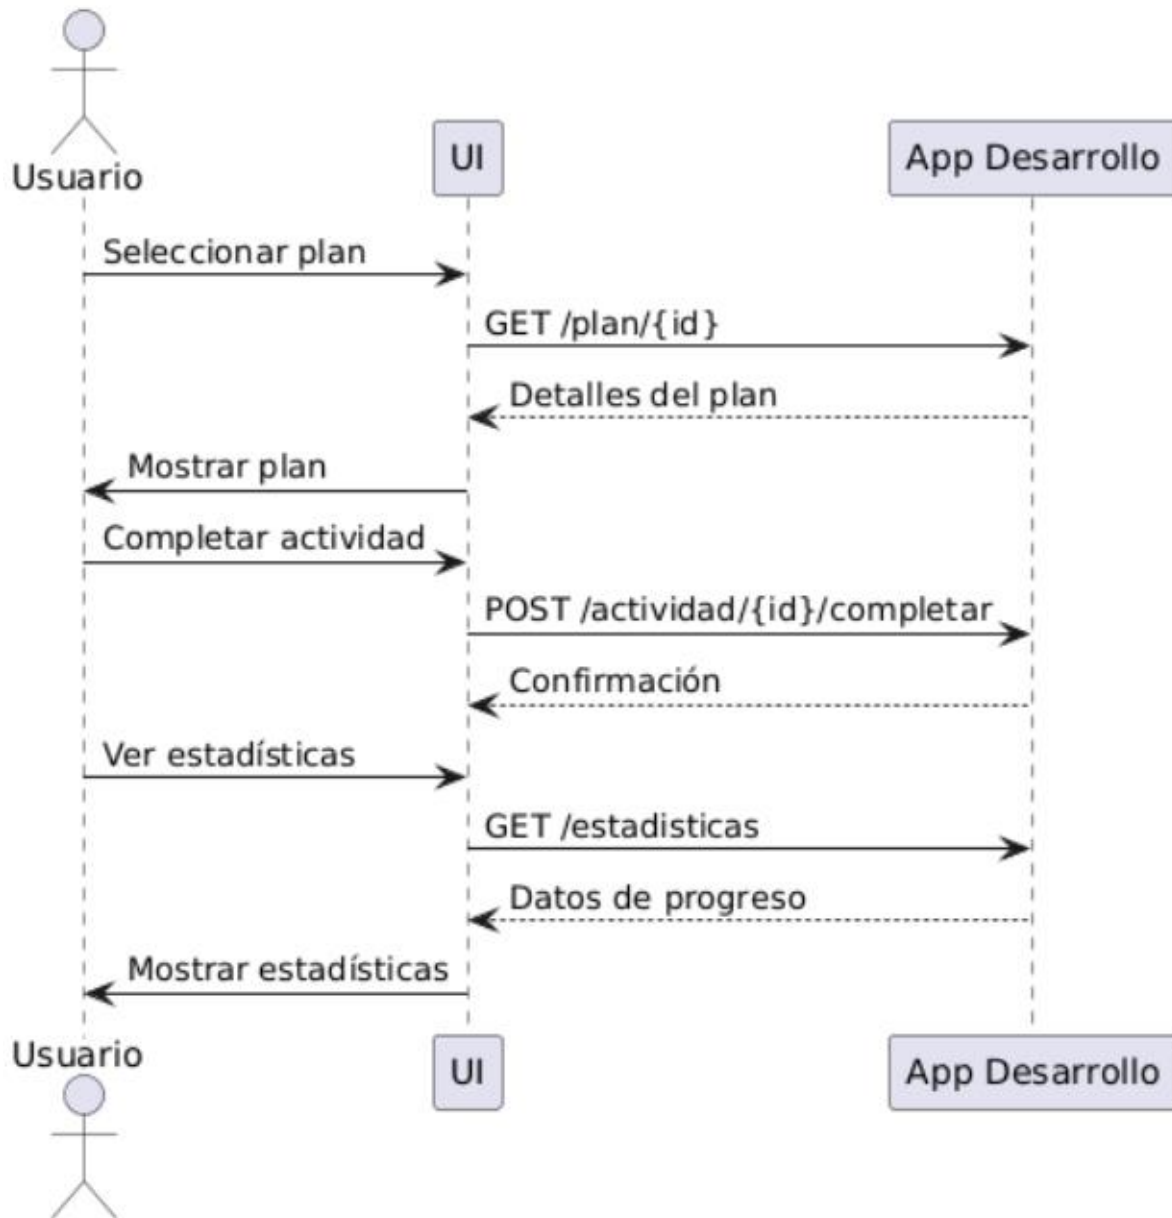 Usuario
UI
App Desarrollo
Seleccionar plan
GET /plan/{id}
Detalles del plan
Mostrar plan
Completar actividad
POST /actividad/{id}/completar
Confirmación
Ver estadísticas
GET /estadisticas
Datos de progreso
Mostrar estadísticas
Usuario
UI
App Desarrollo